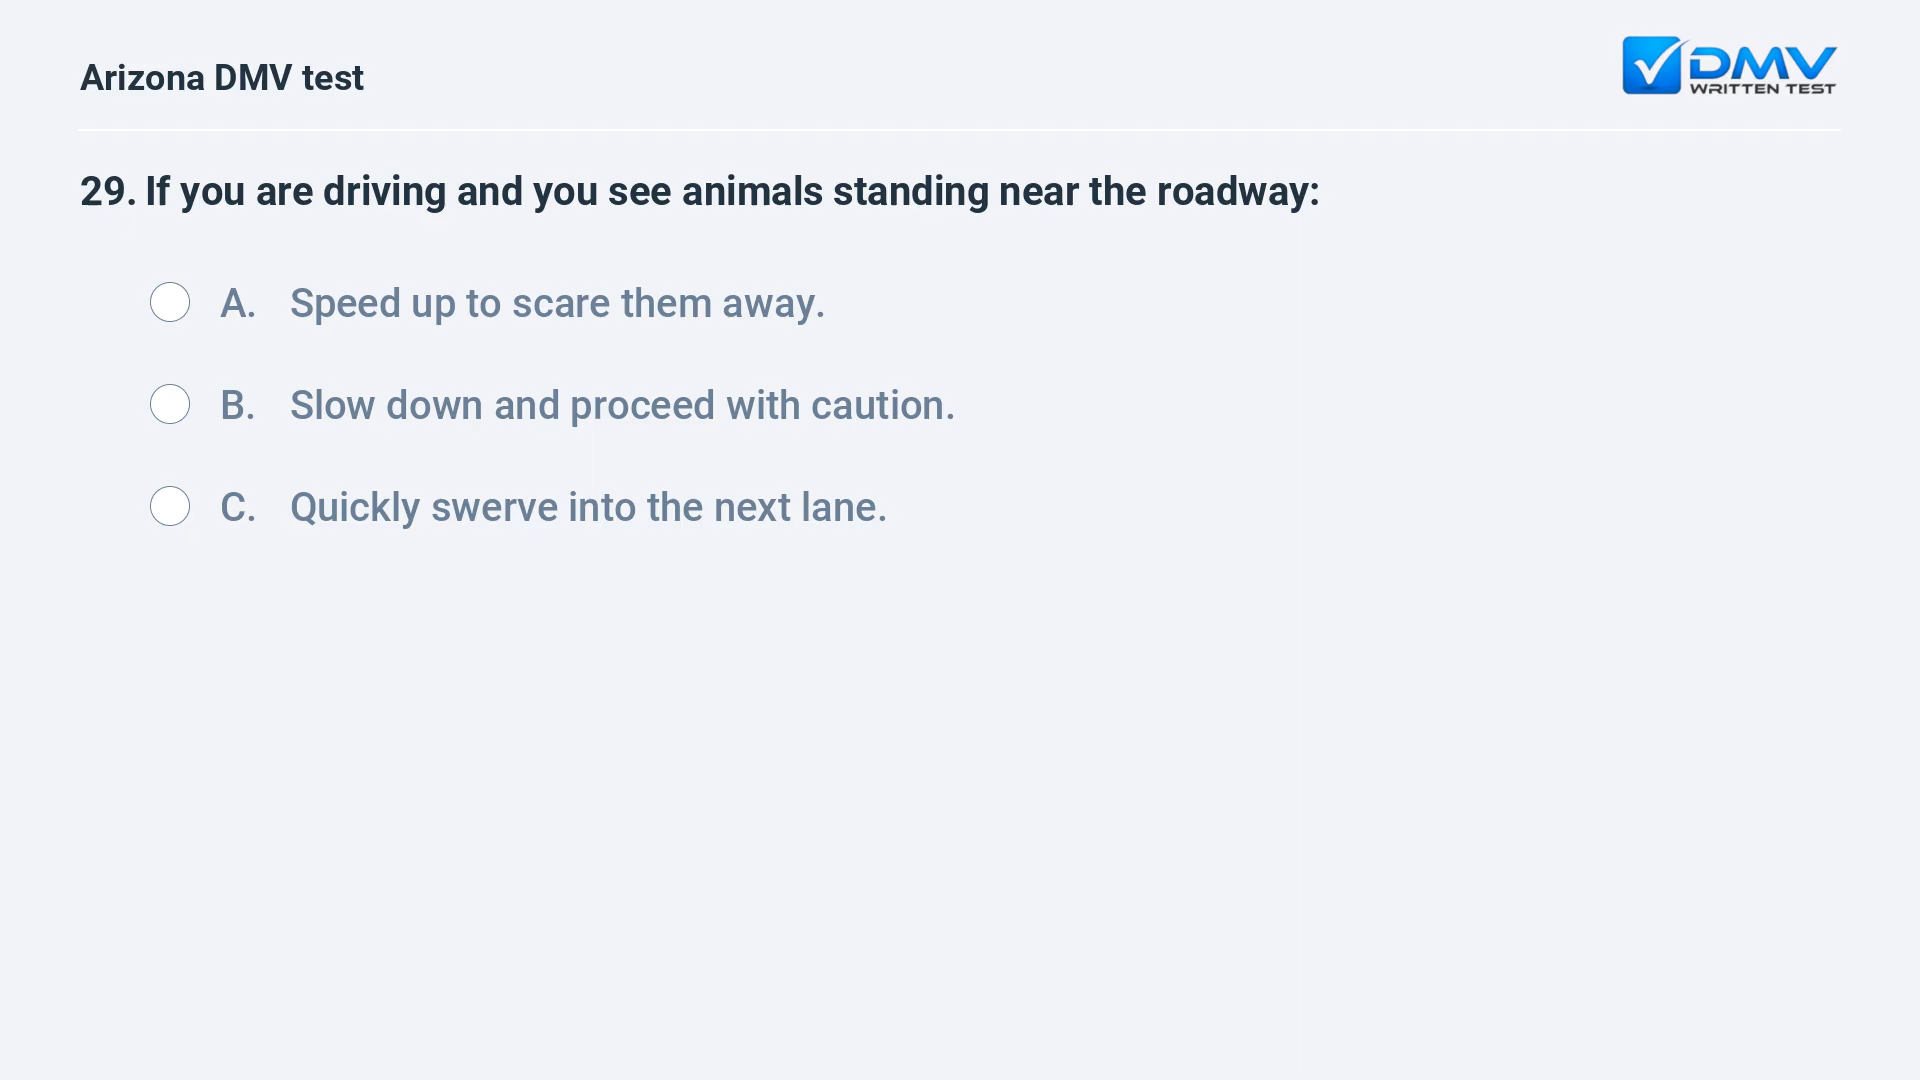 Arizona DMV test
DMV
WRITTEN TEST
29. If you are driving and you see animals standing near the roadway:
A. Speed up to scare them away.
B. Slow down and proceed with caution.
C. Quickly swerve into the next lane.